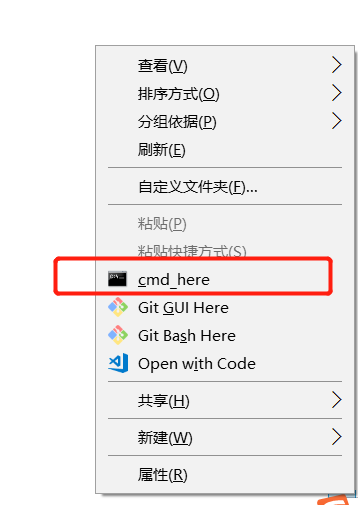 查看(V)
排序方式(O)
分组依据(P)
刷新(E)
自定义文件夹(F)...
粘贴(P)
粘贴快捷方式(S)
cmd_here
Git GUI Here
Git Bash Here
Open with Code
共享(H)
新建(W)
属性(R)